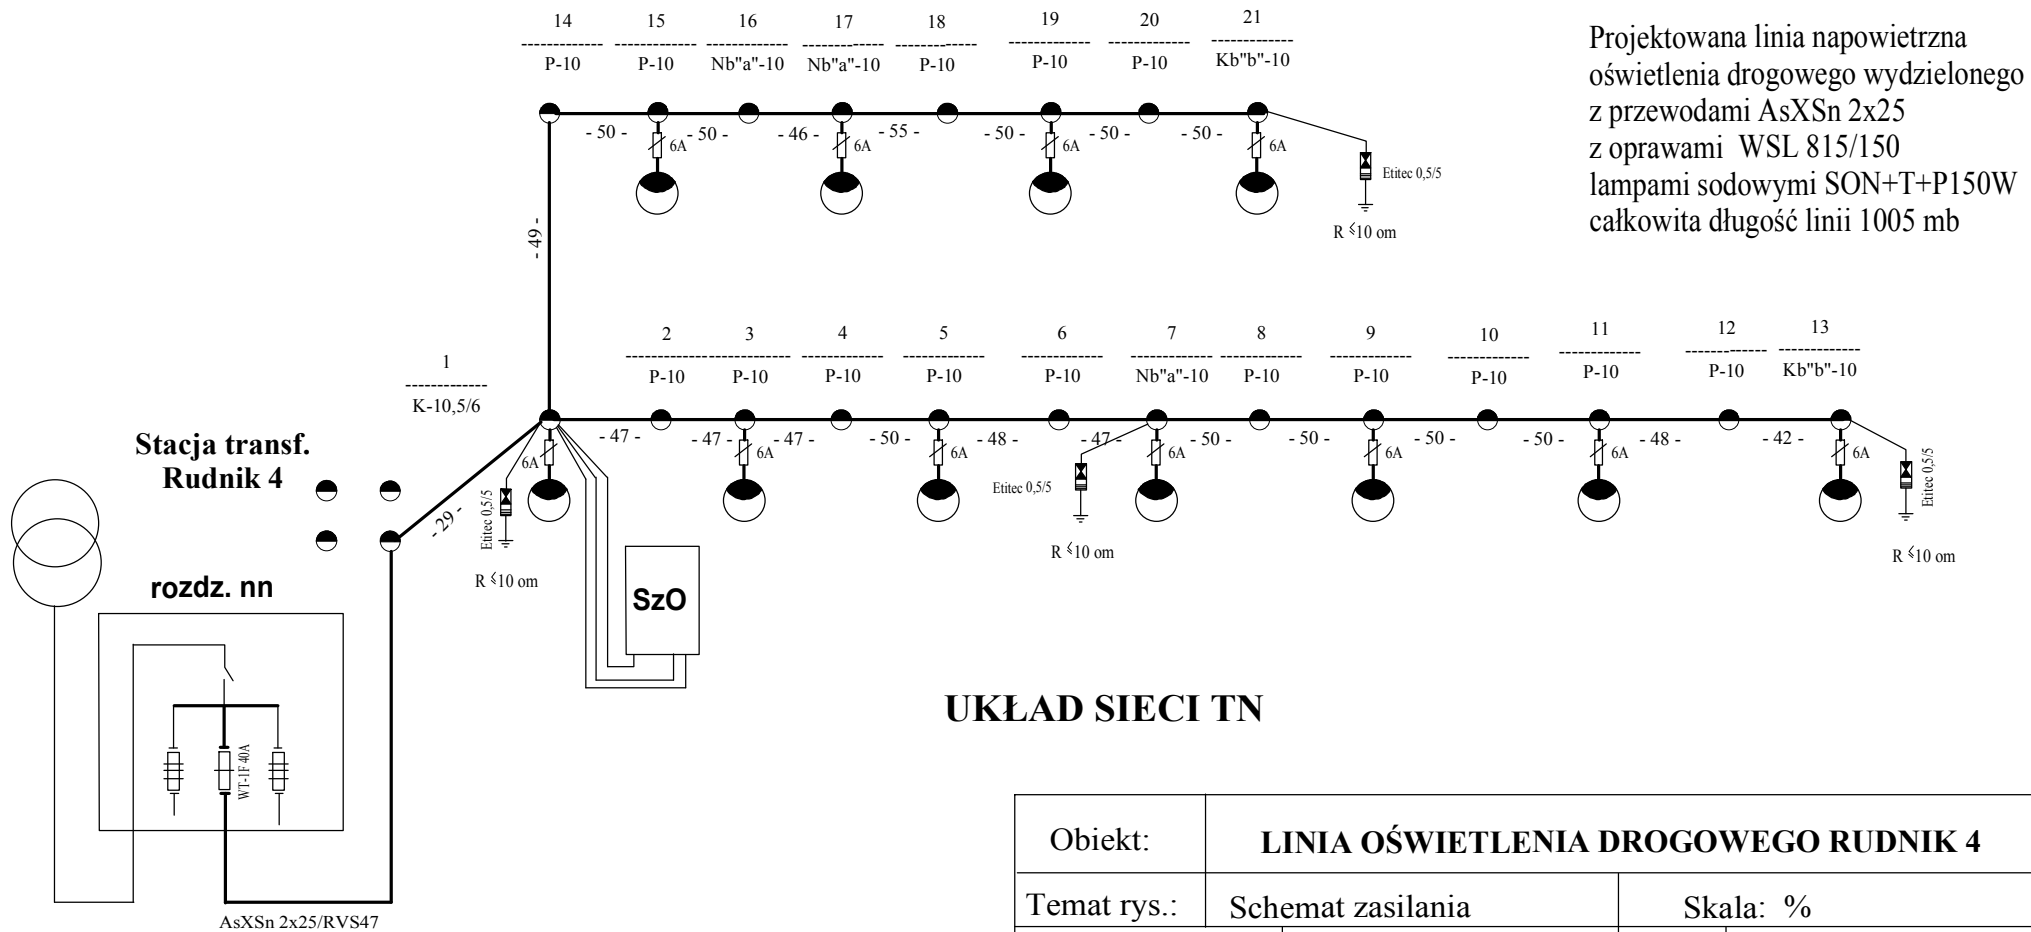 14 15 16 17 18 19 20 21
P-10 P-10 Nb"a"-10 Nb"a"-10 P-10 P-10 P-10 Kb"b"-10
- 50 - - 50 - - 46 - - 55 - - 50 - - 50 - - 50 -
6A 6A 6A 6A
Etitec 0,5/5
R ≤10 om
Projektowana linia napowietrzna
oświetlenia drogowego wydzielonego
z przewodami AsXSn 2x25
z oprawami WSL 815/150
lampami sodowymi SON+T+P150W
całkowita długość linii 1005 mb
- 49 -
1 2 3 4 5 6 7 8 9 10 11 12 13
K-10,5/6 P-10 P-10 P-10 P-10 P-10 Nb"a"-10 P-10 P-10 P-10 P-10 P-10 Kb"b"-10
- 47 - - 47 - - 47 - - 50 - - 48 - - 47 - - 50 - - 50 - - 50 - - 50 - - 48 - - 42 -
6A 6A 6A 6A 6A 6A 6A
Stacja transf.
Rudnik 4
- 29 -
Etitec 0,5/5 Etitec 0,5/5 Etitec 0,5/5
R ≤10 om R ≤10 om R ≤10 om
rozdz. nn
SzO
WT-1F 40A
AsXSn 2x25/RVS47
UKŁAD SIECI TN
Obiekt: LINIA OŚWIETLENIA DROGOWEGO RUDNIK 4
Temat rys.: Schemat zasilania Skala: %